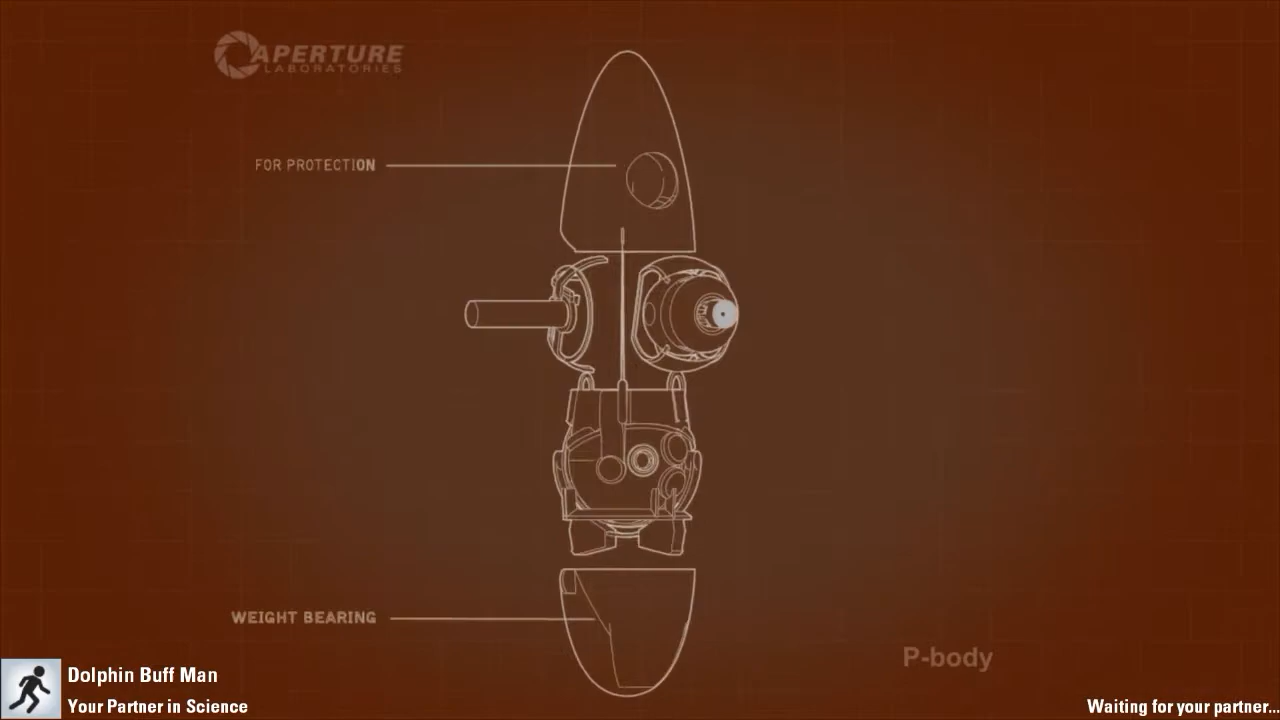 APERTURE
LABORATORIES
FOR PROTECTION
WEIGHT BEARING
P-body
Dolphin Buff Man
Your Partner in Science
Waiting for your partner...